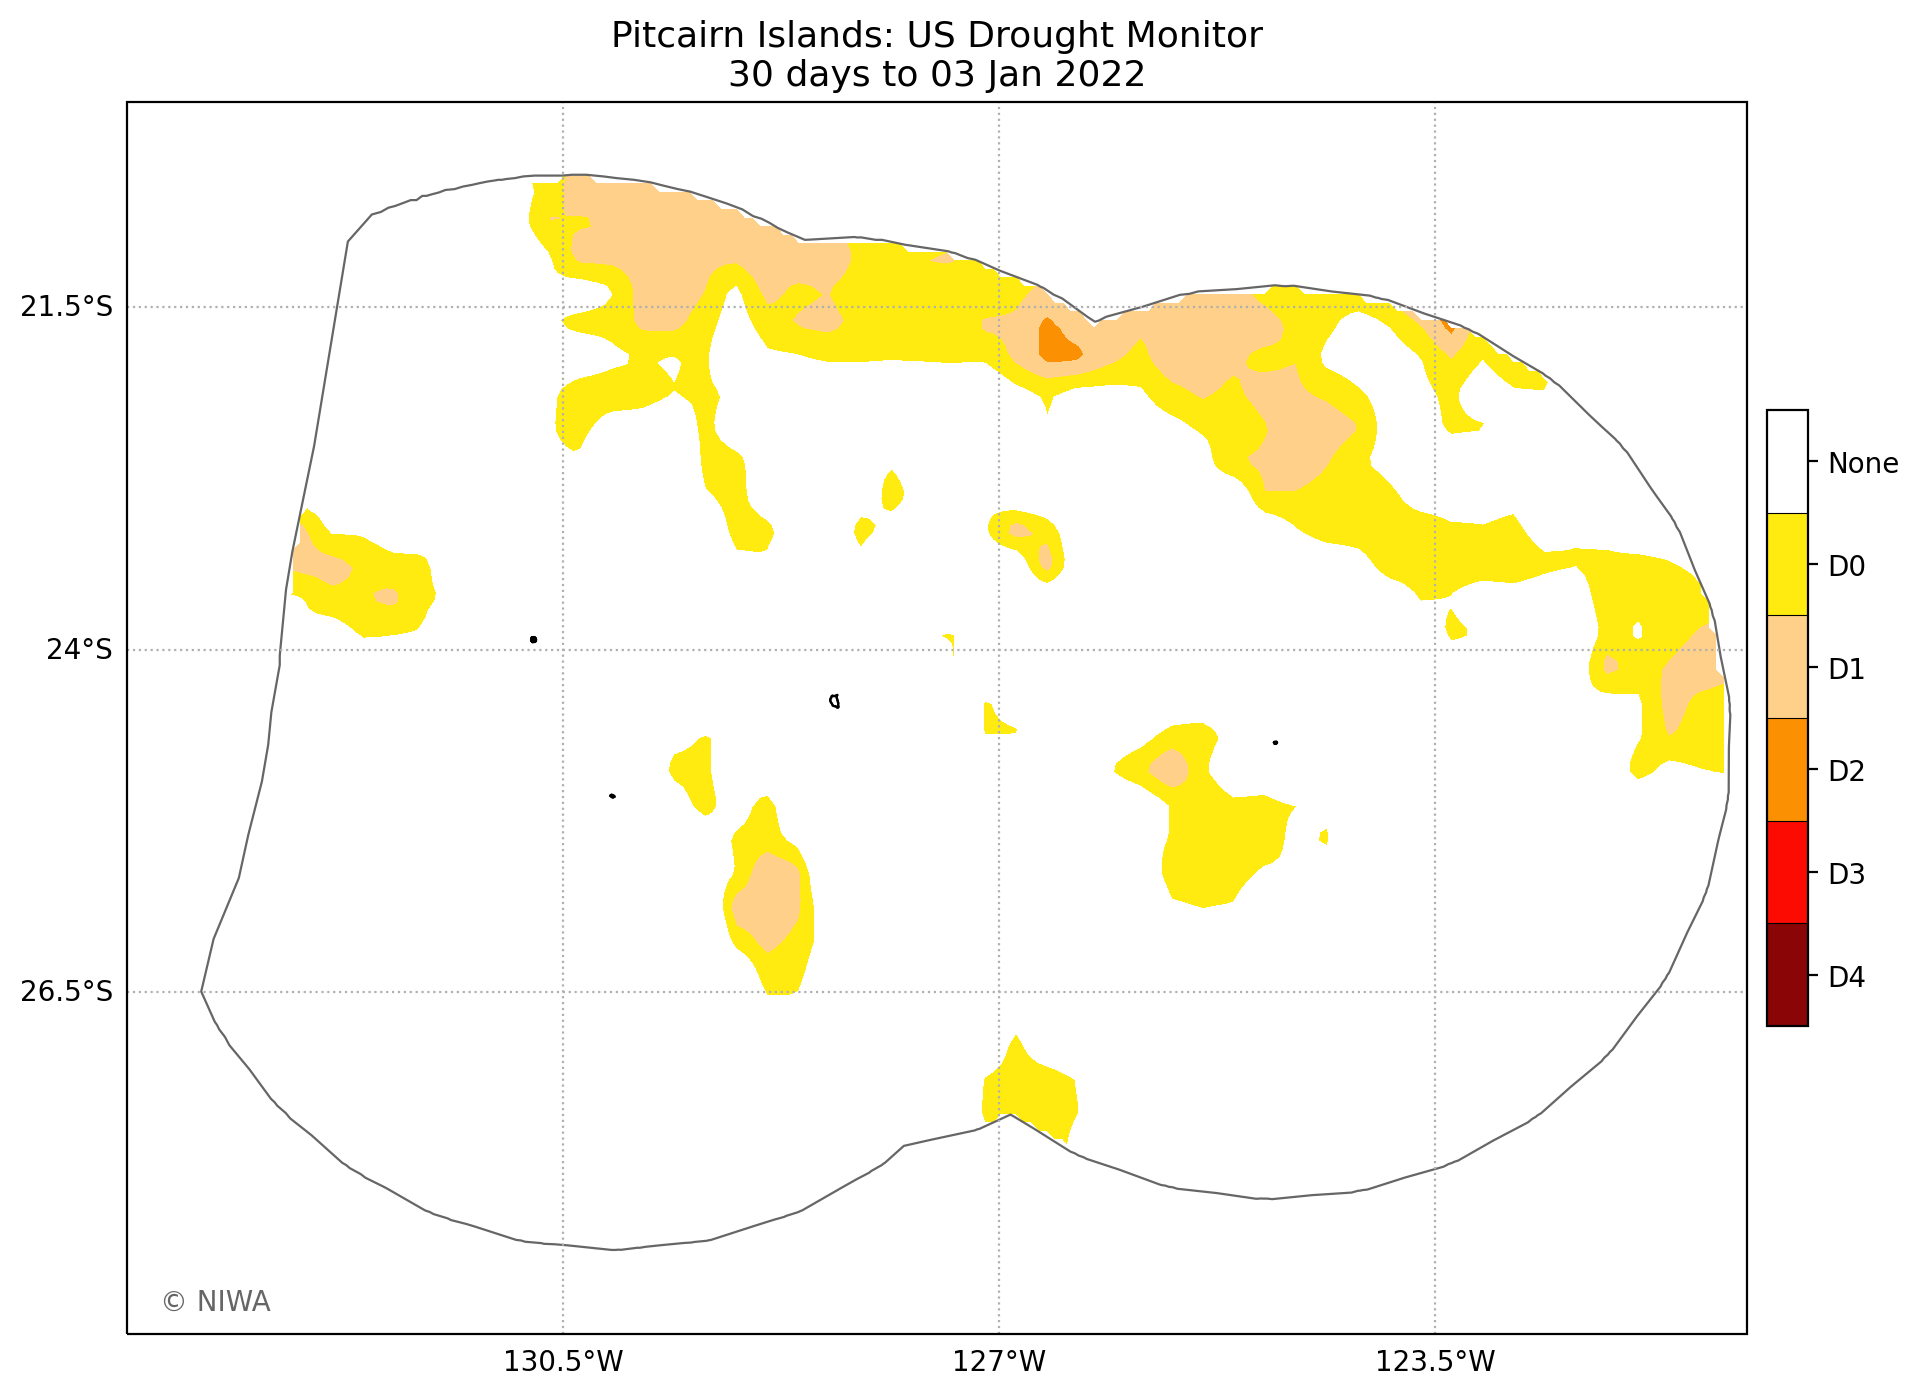 Pitcairn Islands: US Drought Monitor
30 days to 03 Jan 2022
21.5°S
24°S
26.5°S
130.5°W
127°W
123.5°W
None
D0
D1
D2
D3
D4
© NIWA